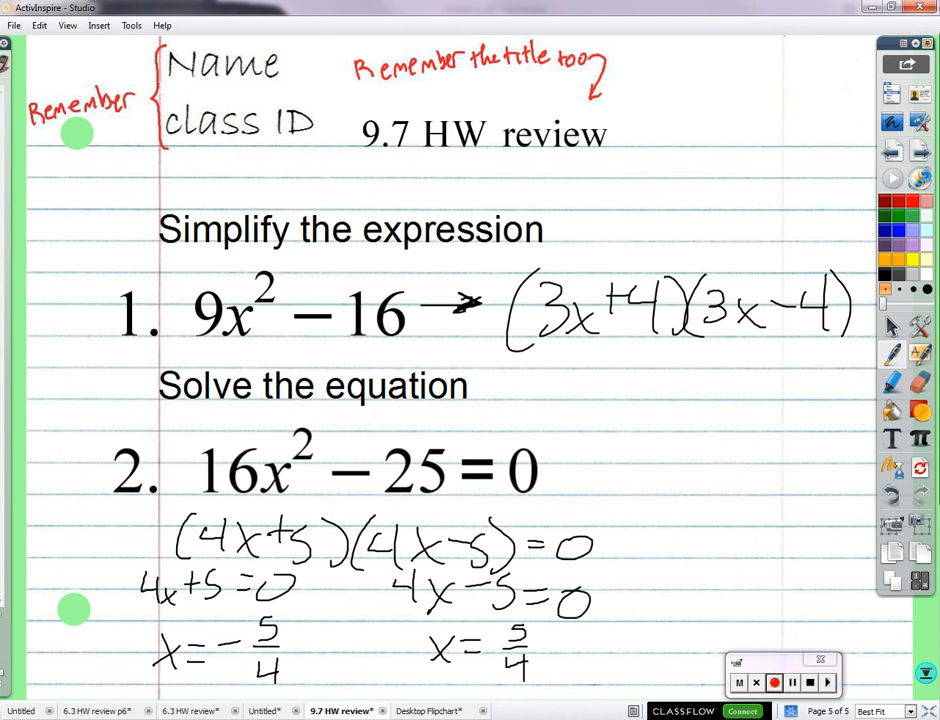 ActivInspire - Studio
File Edit View Insert Tools Help
Name
Remember the title too
Remember
class ID
9.7 HW review
Simplify the expression
1. 9x² − 16 → (3x+4)(3x−4)
Solve the equation
2. 16x² − 25 = 0
(4x+5)(4x−5)=0
4x+5=0 4x−5=0
x=−5/4 x=5/4
M
Untitled 6.3 HW review p6* 6.3 HW review* Untitled* 9.7 HW review* Desktop Flipchart* CLASSFLOW Connect Page 5 of 5 Best Fit